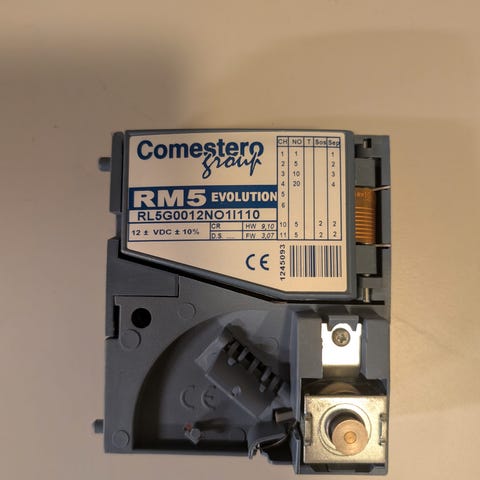 Comestero
group
RM5 EVOLUTION
RL5G0012NO1I110
12 ± VDC ± 10%
CR HW 9,10
D.S. ..... FW 3,07
CE
1245093
CH NO T Sos Sep
1 1 1
2 5 2
3 10 3
4 20 4
5
6
10 5 2 2
11 5 2 2
CE